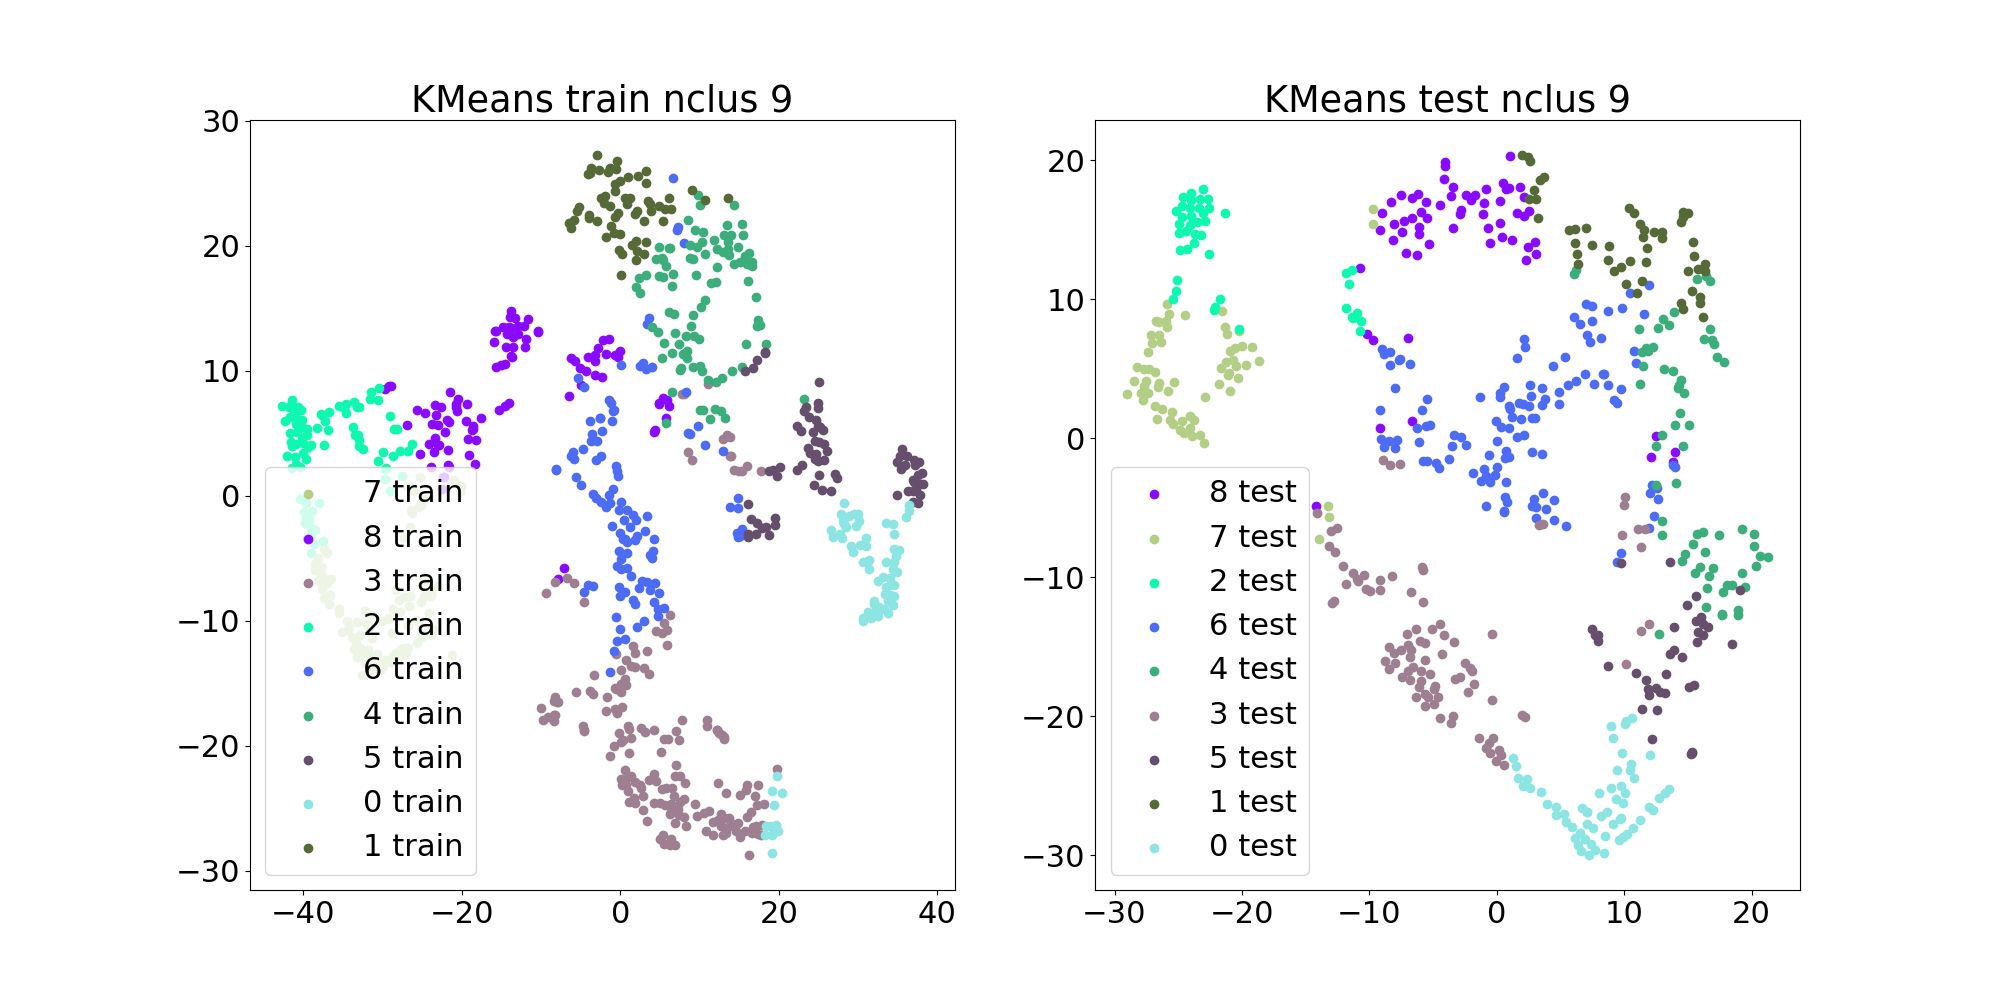 KMeans train nclus 9
30
20
10
0
−10
−20
−30
−40
−20
0
20
40
7 train
8 train
3 train
2 train
6 train
4 train
5 train
0 train
1 train
KMeans test nclus 9
20
10
0
−10
−20
−30
−30
−20
−10
0
10
20
8 test
7 test
2 test
6 test
4 test
3 test
5 test
1 test
0 test